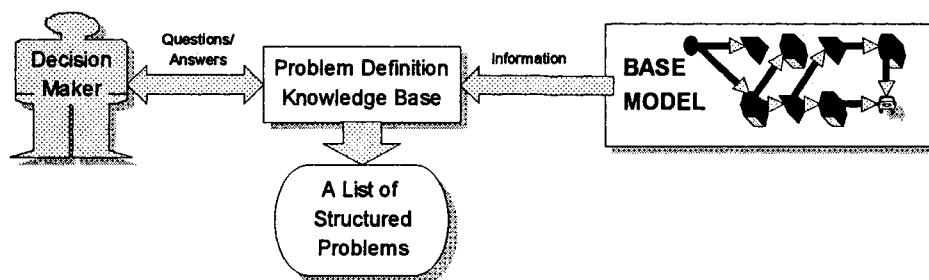 Decision
Maker
Questions/
Answers
Problem Definition
Knowledge Base
Information
BASE
MODEL
A List of
Structured
Problems